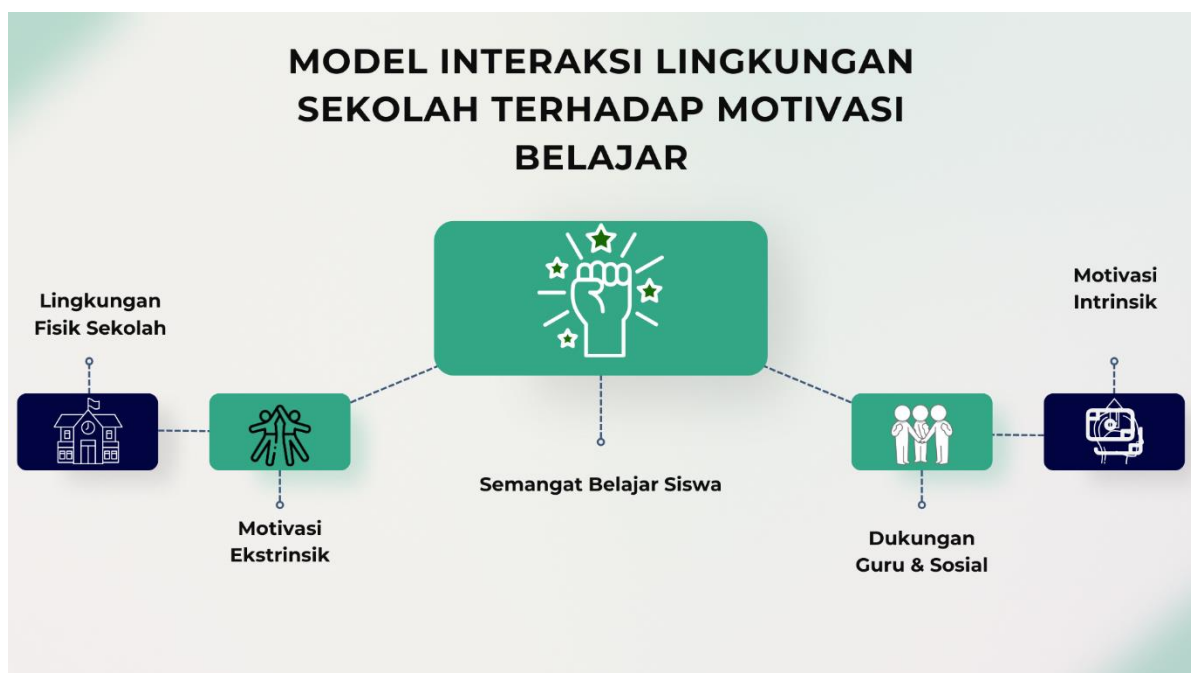 MODEL INTERAKSI LINGKUNGAN
SEKOLAH TERHADAP MOTIVASI
BELAJAR
Lingkungan
Fisik Sekolah
Motivasi
Ekstrinsik
Semangat Belajar Siswa
Dukungan
Guru & Sosial
Motivasi
Intrinsik